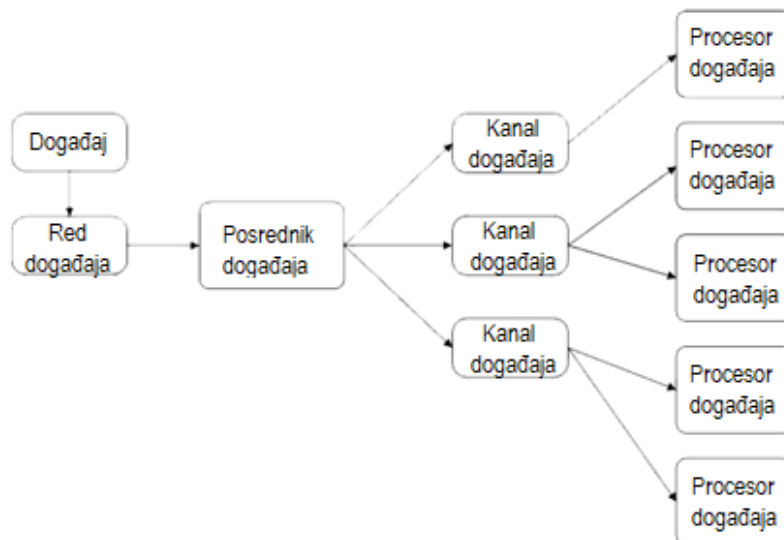 Događaj
Red
događaja
Posrednik
događaja
Kanal
događaja
Kanal
događaja
Kanal
događaja
Procesor
događaja
Procesor
događaja
Procesor
događaja
Procesor
događaja
Procesor
događaja